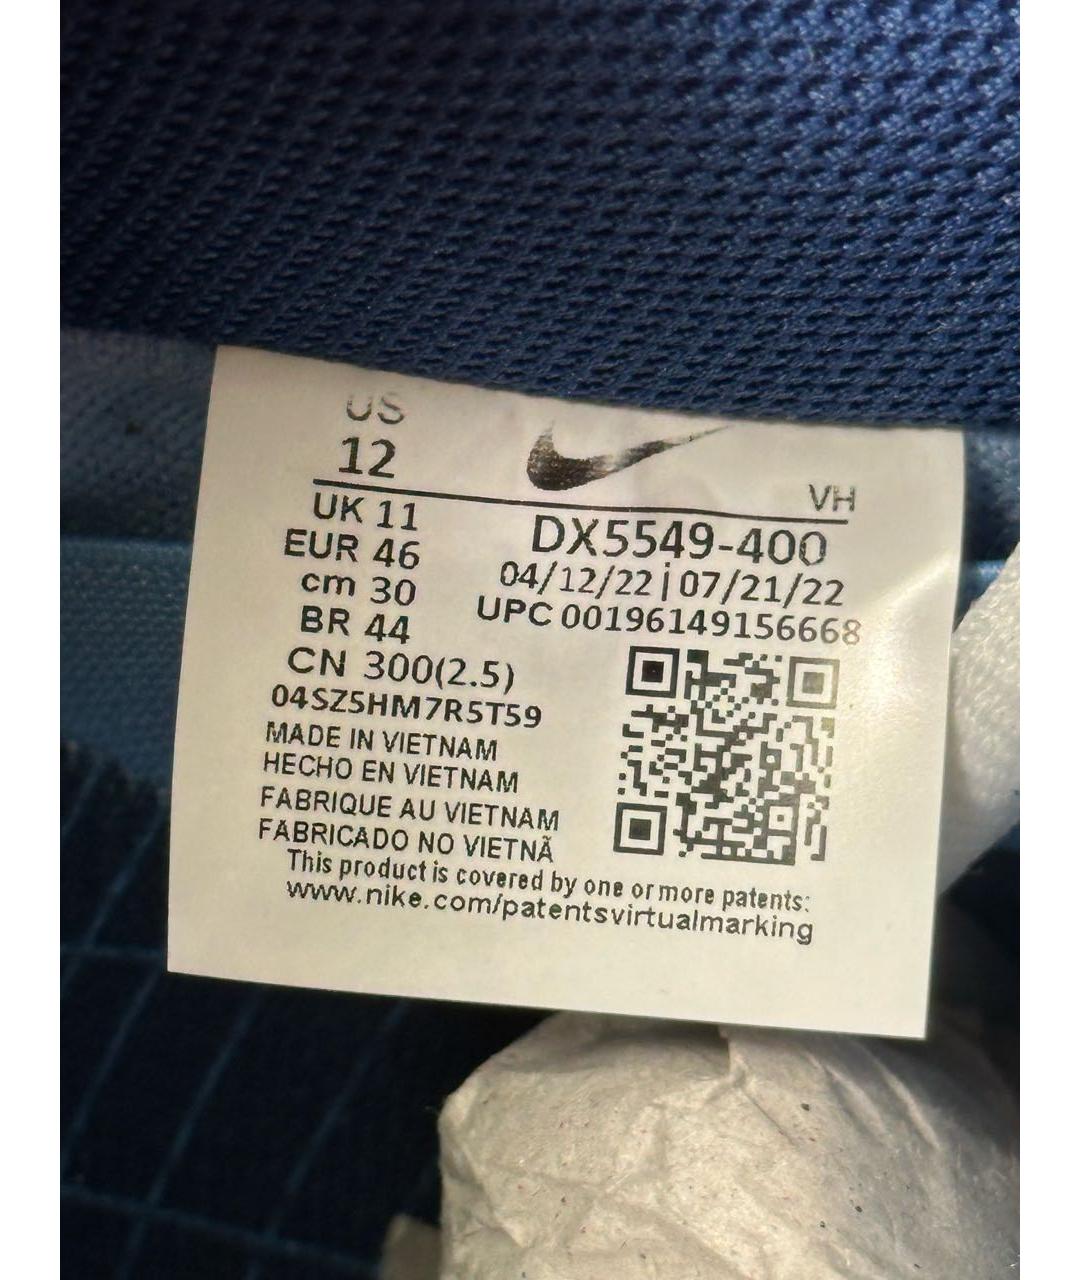 US
12
VH
UK 11
EUR 46
cm 30
BR 44
CN 300(2.5)
DX5549-400
04/12/22 | 07/21/22
UPC 00196149156668
04SZ5HM7R5T59
MADE IN VIETNAM
HECHO EN VIETNAM
FABRIQUE AU VIETNAM
FABRICADO NO VIETNÃ
This product is covered by one or more patents:
www.nike.com/patentsvirtualmarking